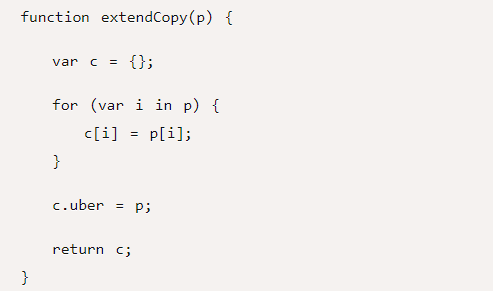 function extendCopy(p) {
    var c = {};
    for (var i in p) {
        c[i] = p[i];
    }
    c.uber = p;
    return c;
}